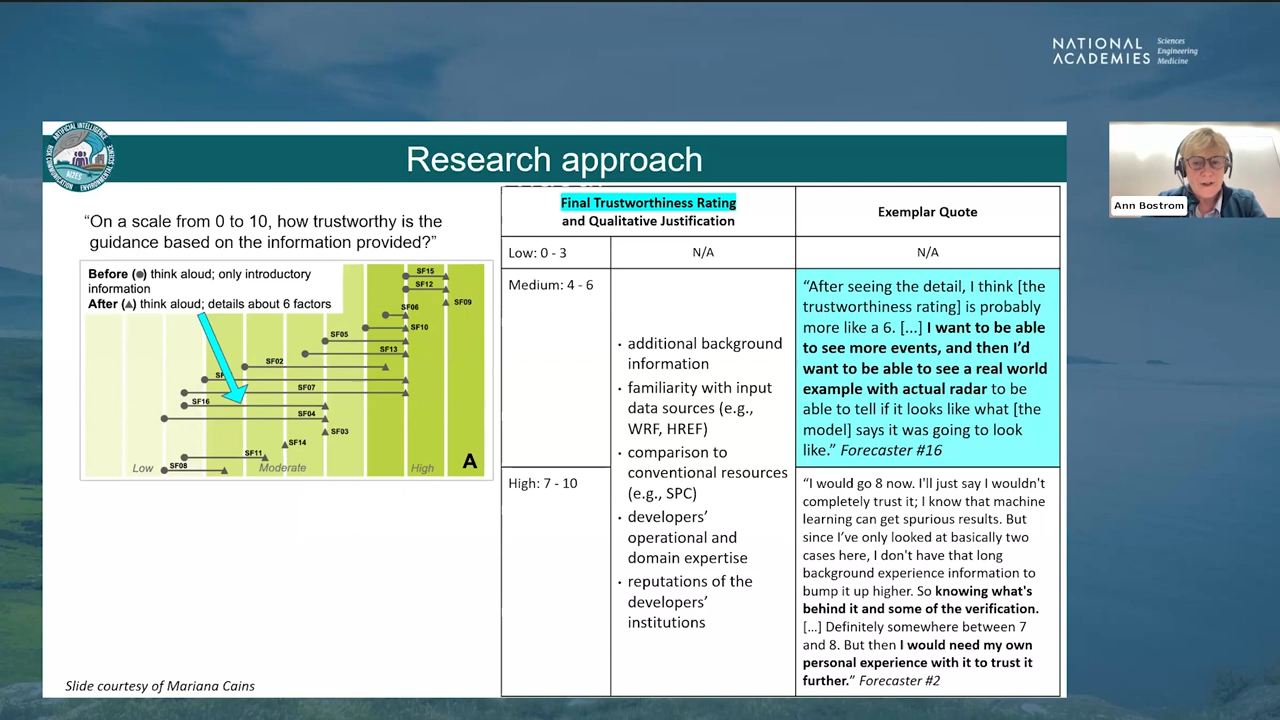 NATIONAL ACADEMIES
Sciences
Engineering
Medicine
Ann Bostrom
ARTIFICIAL INTELLIGENCE
RISK COMMUNICATION
ENVIRONMENTAL SCIENCE
AI2ES
Research approach
“On a scale from 0 to 10, how trustworthy is the
guidance based on the information provided?”
Before (●) think aloud; only introductory
information
After (▲) think aloud; details about 6 factors
SF15
SF12
SF09
SF06
SF10
SF05
SF13
SF02
SF07
SF16
SF04
SF03
SF14
SF11
SF08
Low
Moderate
High
A
Slide courtesy of Mariana Cains
Final Trustworthiness Rating
and Qualitative Justification
Exemplar Quote
Low: 0 - 3
N/A
N/A
Medium: 4 - 6
High: 7 - 10
· additional background
information
· familiarity with input
data sources (e.g.,
WRF, HREF)
· comparison to
conventional resources
(e.g., SPC)
· developers’
operational and
domain expertise
· reputations of the
developers’
institutions
“After seeing the detail, I think [the
trustworthiness rating] is probably
more like a 6. [...] I want to be able
to see more events, and then I’d
want to be able to see a real world
example with actual radar to be
able to tell if it looks like what [the
model] says it was going to look
like.” Forecaster #16
“I would go 8 now. I'll just say I wouldn't
completely trust it; I know that machine
learning can get spurious results. But
since I’ve only looked at basically two
cases here, I don't have that long
background experience information to
bump it up higher. So knowing what's
behind it and some of the verification.
[…] Definitely somewhere between 7
and 8. But then I would need my own
personal experience with it to trust it
further.” Forecaster #2